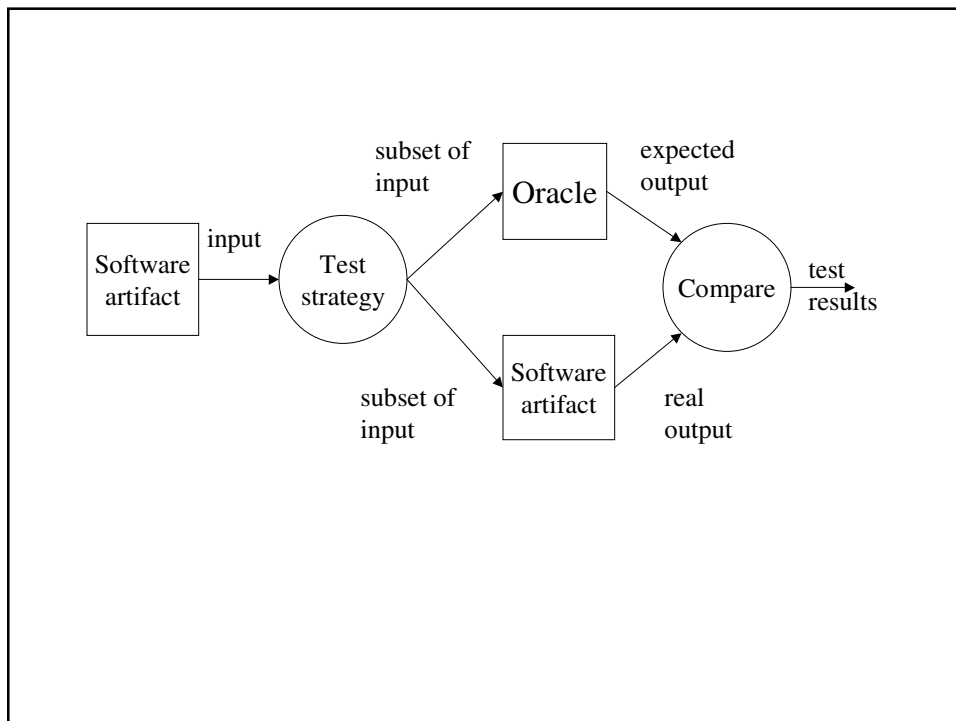 Software
artifact
input
Test
strategy
subset of
input
Oracle
expected
output
subset of
input
Software
artifact
real
output
Compare
test
results